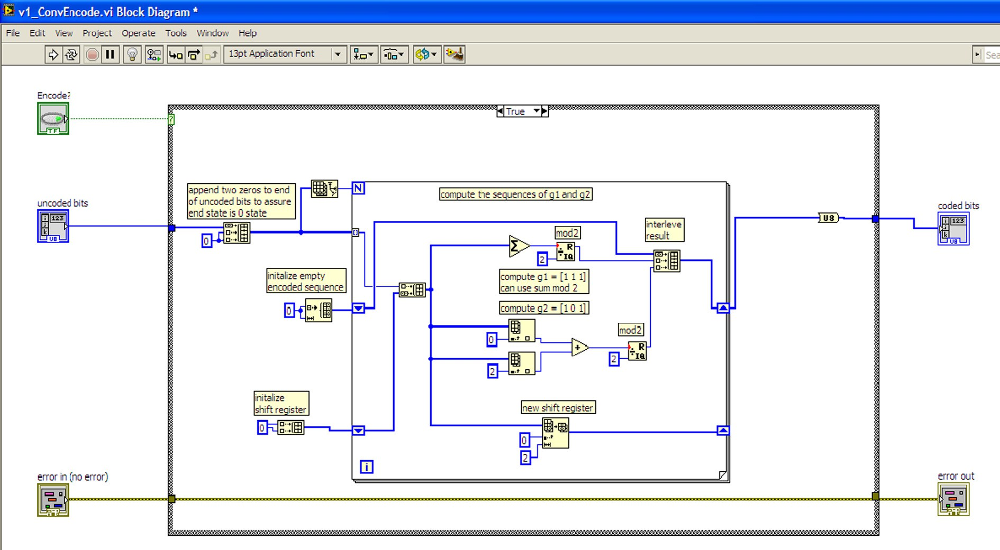 v1_ConvEncode.vi Block Diagram *
File Edit View Project Operate Tools Window Help
13pt Application Font
Sea
Encode?
TF
?
True
append two zeros to end
of uncoded bits to assure
end state is 0 state
uncoded bits
i 123
j
k
U8
0
N
compute the sequences of g1 and g2
coded bits
i 123
j
k
U8
U8
interleve
result
mod2
Σ
R
IQ
2
initalize empty
encoded sequence
0
compute g1 = [1 1 1]
can use sum mod 2
compute g2 = [1 0 1]
0
mod2
+
R
IQ
2
2
initalize
shift register
0
new shift register
0
2
i
error in (no error)
error out